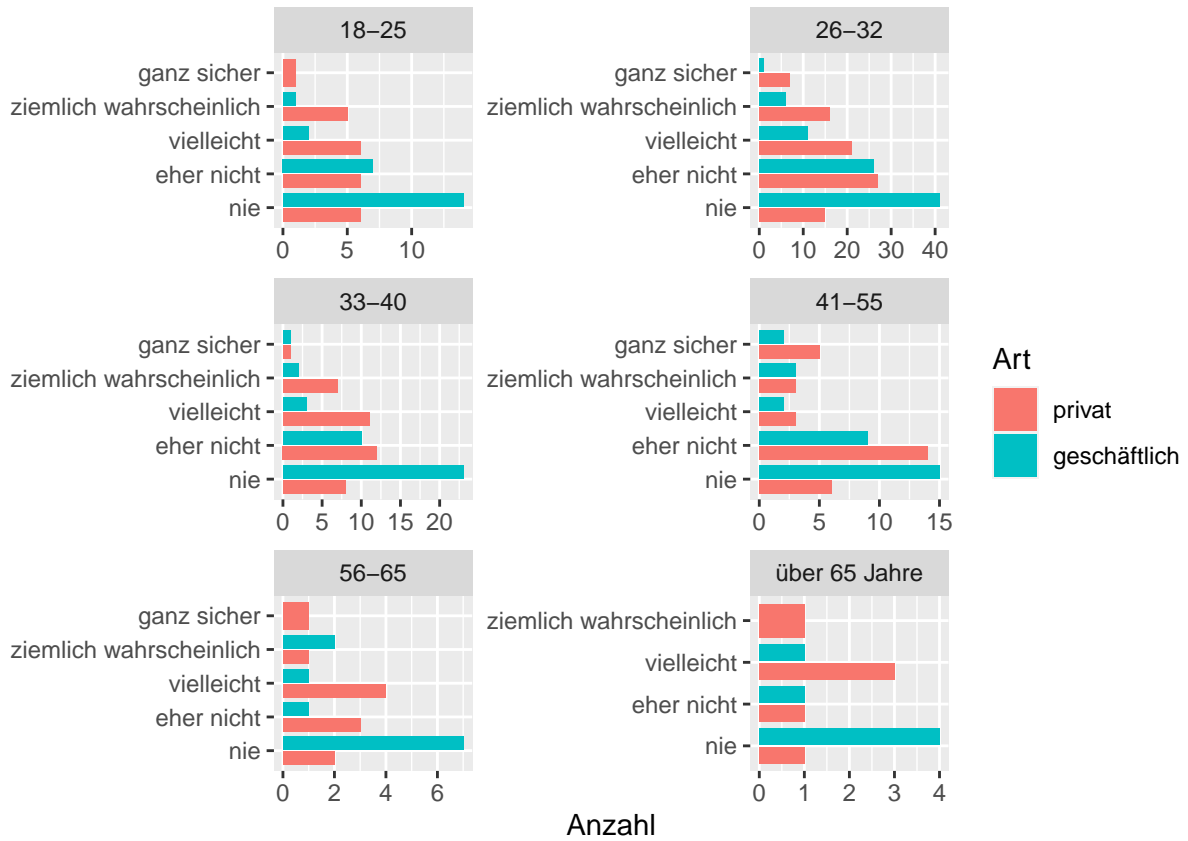 18−25
ganz sicher
ziemlich wahrscheinlich
vielleicht
eher nicht
nie
0 5 10
26−32
ganz sicher
ziemlich wahrscheinlich
vielleicht
eher nicht
nie
0 10 20 30 40
33−40
ganz sicher
ziemlich wahrscheinlich
vielleicht
eher nicht
nie
0 5 10 15 20
41−55
ganz sicher
ziemlich wahrscheinlich
vielleicht
eher nicht
nie
0 5 10 15
56−65
ganz sicher
ziemlich wahrscheinlich
vielleicht
eher nicht
nie
0 2 4 6
über 65 Jahre
ziemlich wahrscheinlich
vielleicht
eher nicht
nie
0 1 2 3 4
Anzahl
Art
privat
geschäftlich